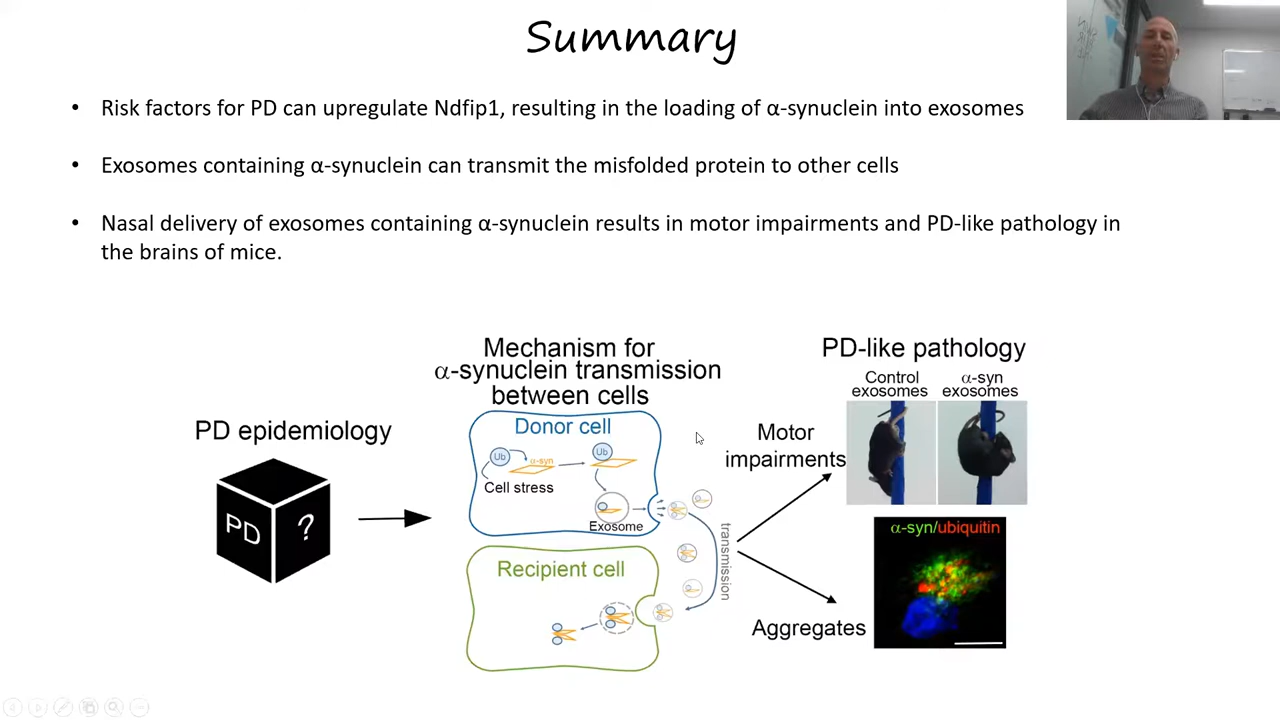 Summary
• Risk factors for PD can upregulate Ndfip1, resulting in the loading of α-synuclein into exosomes
• Exosomes containing α-synuclein can transmit the misfolded protein to other cells
• Nasal delivery of exosomes containing α-synuclein results in motor impairments and PD-like pathology in
the brains of mice.
PD epidemiology
PD ?
Mechanism for
α-synuclein transmission
between cells
Donor cell
Ub
α-syn
Ub
Cell stress
Exosome
transmission
Recipient cell
PD-like pathology
Control
exosomes
α-syn
exosomes
Motor
impairments
α-syn/ubiquitin
Aggregates